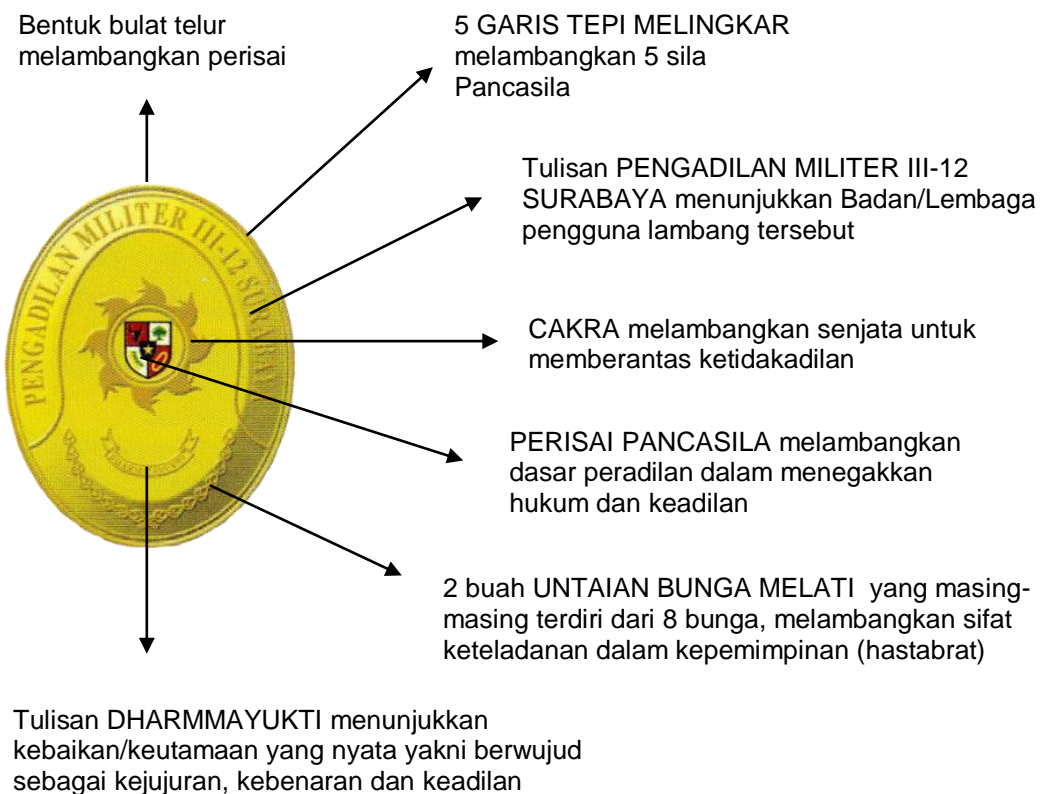 Bentuk bulat telur
melambangkan perisai
5 GARIS TEPI MELINGKAR
melambangkan 5 sila
Pancasila
Tulisan PENGADILAN MILITER III-12
SURABAYA menunjukkan Badan/Lembaga
pengguna lambang tersebut
PENGADILAN MILITER III-12 SURABAYA
CAKRA melambangkan senjata untuk
memberantas ketidakadilan
PERISAI PANCASILA melambangkan
dasar peradilan dalam menegakkan
hukum dan keadilan
2 buah UNTAIAN BUNGA MELATI yang masing-
masing terdiri dari 8 bunga, melambangkan sifat
keteladanan dalam kepemimpinan (hastabrat)
Tulisan DHARMMAYUKTI menunjukkan
kebaikan/keutamaan yang nyata yakni berwujud
sebagai kejujuran, kebenaran dan keadilan